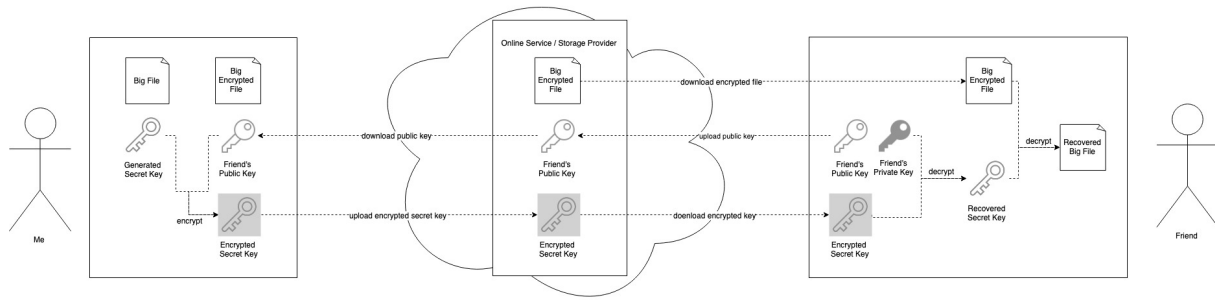 Online Service / Storage Provider
Big File
Big
Encrypted
File
Big
Encrypted
File
download encrypted file
Big
Encrypted
File
download public key
upload public key
decrypt
Recovered
Big File
Generated
Secret Key
Friend's
Public Key
Friend's
Public Key
Friend's
Public Key
Friend's
Private Key
decrypt
encrypt
upload encrypted secret key
doenload encrypted key
Recovered
Secret Key
Me
Encrypted
Secret Key
Encrypted
Secret Key
Encrypted
Secret Key
Friend